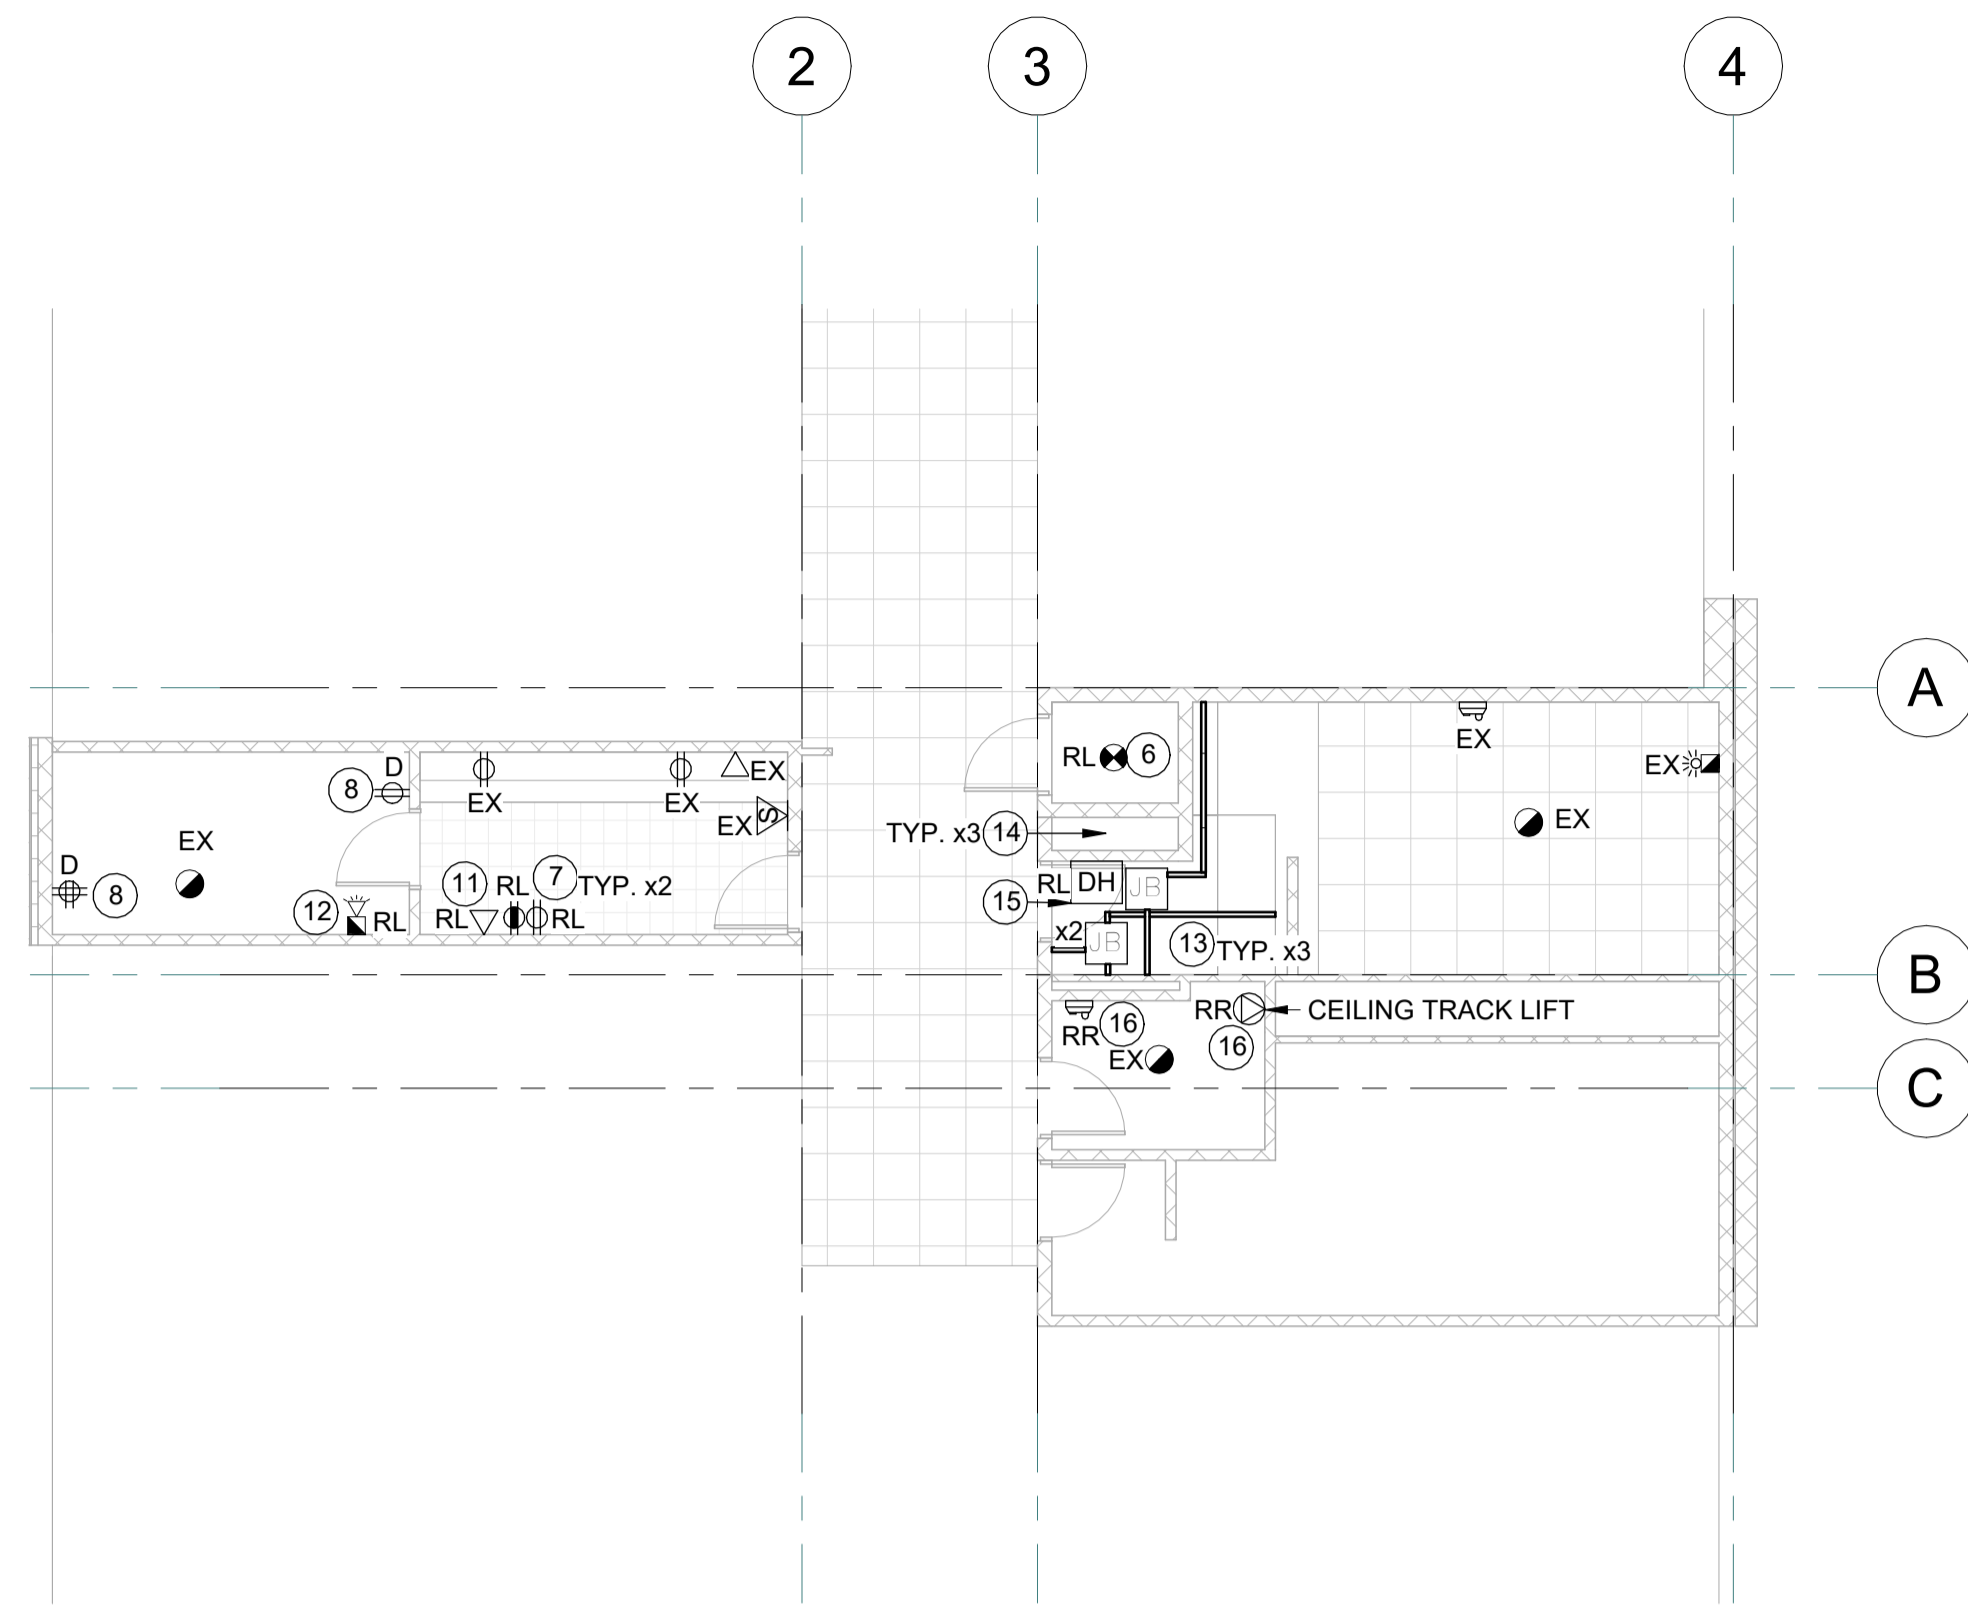 2
3
4
A
EX
EX
RL
6
D
8
EX
EX
EX
S
EX
EX
TYP. x3
14
EX
D
8
11
RL
7
TYP. x2
RL
DH
JB
12
RL
RL
RL
15
x2
JB
13
TYP. x3
B
RR
CEILING TRACK LIFT
RR
16
16
EX
C